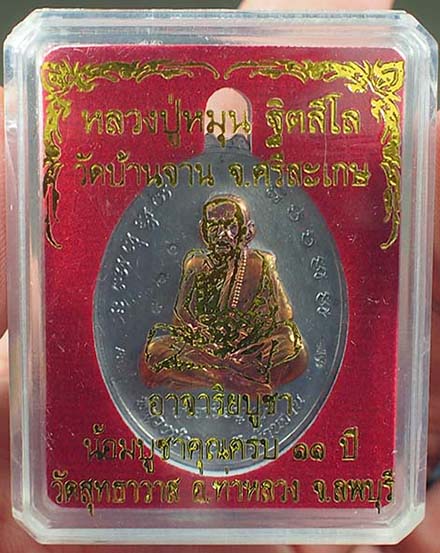 หลวงปู่หมุน ฐิตสีโล
วัดบ้านจาน จ.ศรีสะเกษ
อาจาริยบูชา
น้อมบูชาคุณครบ ๑๑ ปี
วัดสุทธาวาส อ.ท่าหลวง จ.ลพบุรี